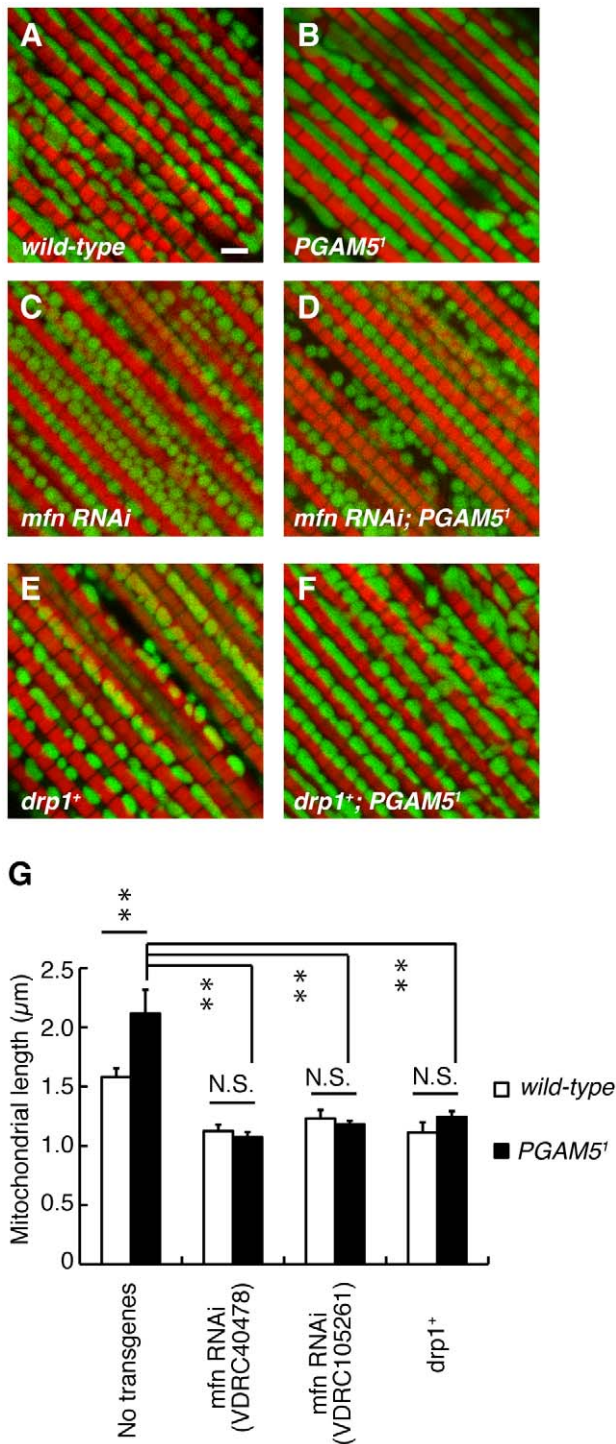 A
B
wild-type
PGAM5¹
C
D
mfn RNAi
mfn RNAi; PGAM5¹
E
F
drp1⁺
drp1⁺; PGAM5¹
G
**
** ** **
Mitochondrial length (µm)
2.5
2.0
1.5
1.0
0.5
0
N.S. N.S. N.S.
wild-type
PGAM5¹
No transgenes
mfn RNAi
(VDRC40478)
mfn RNAi
(VDRC105261)
drp1⁺